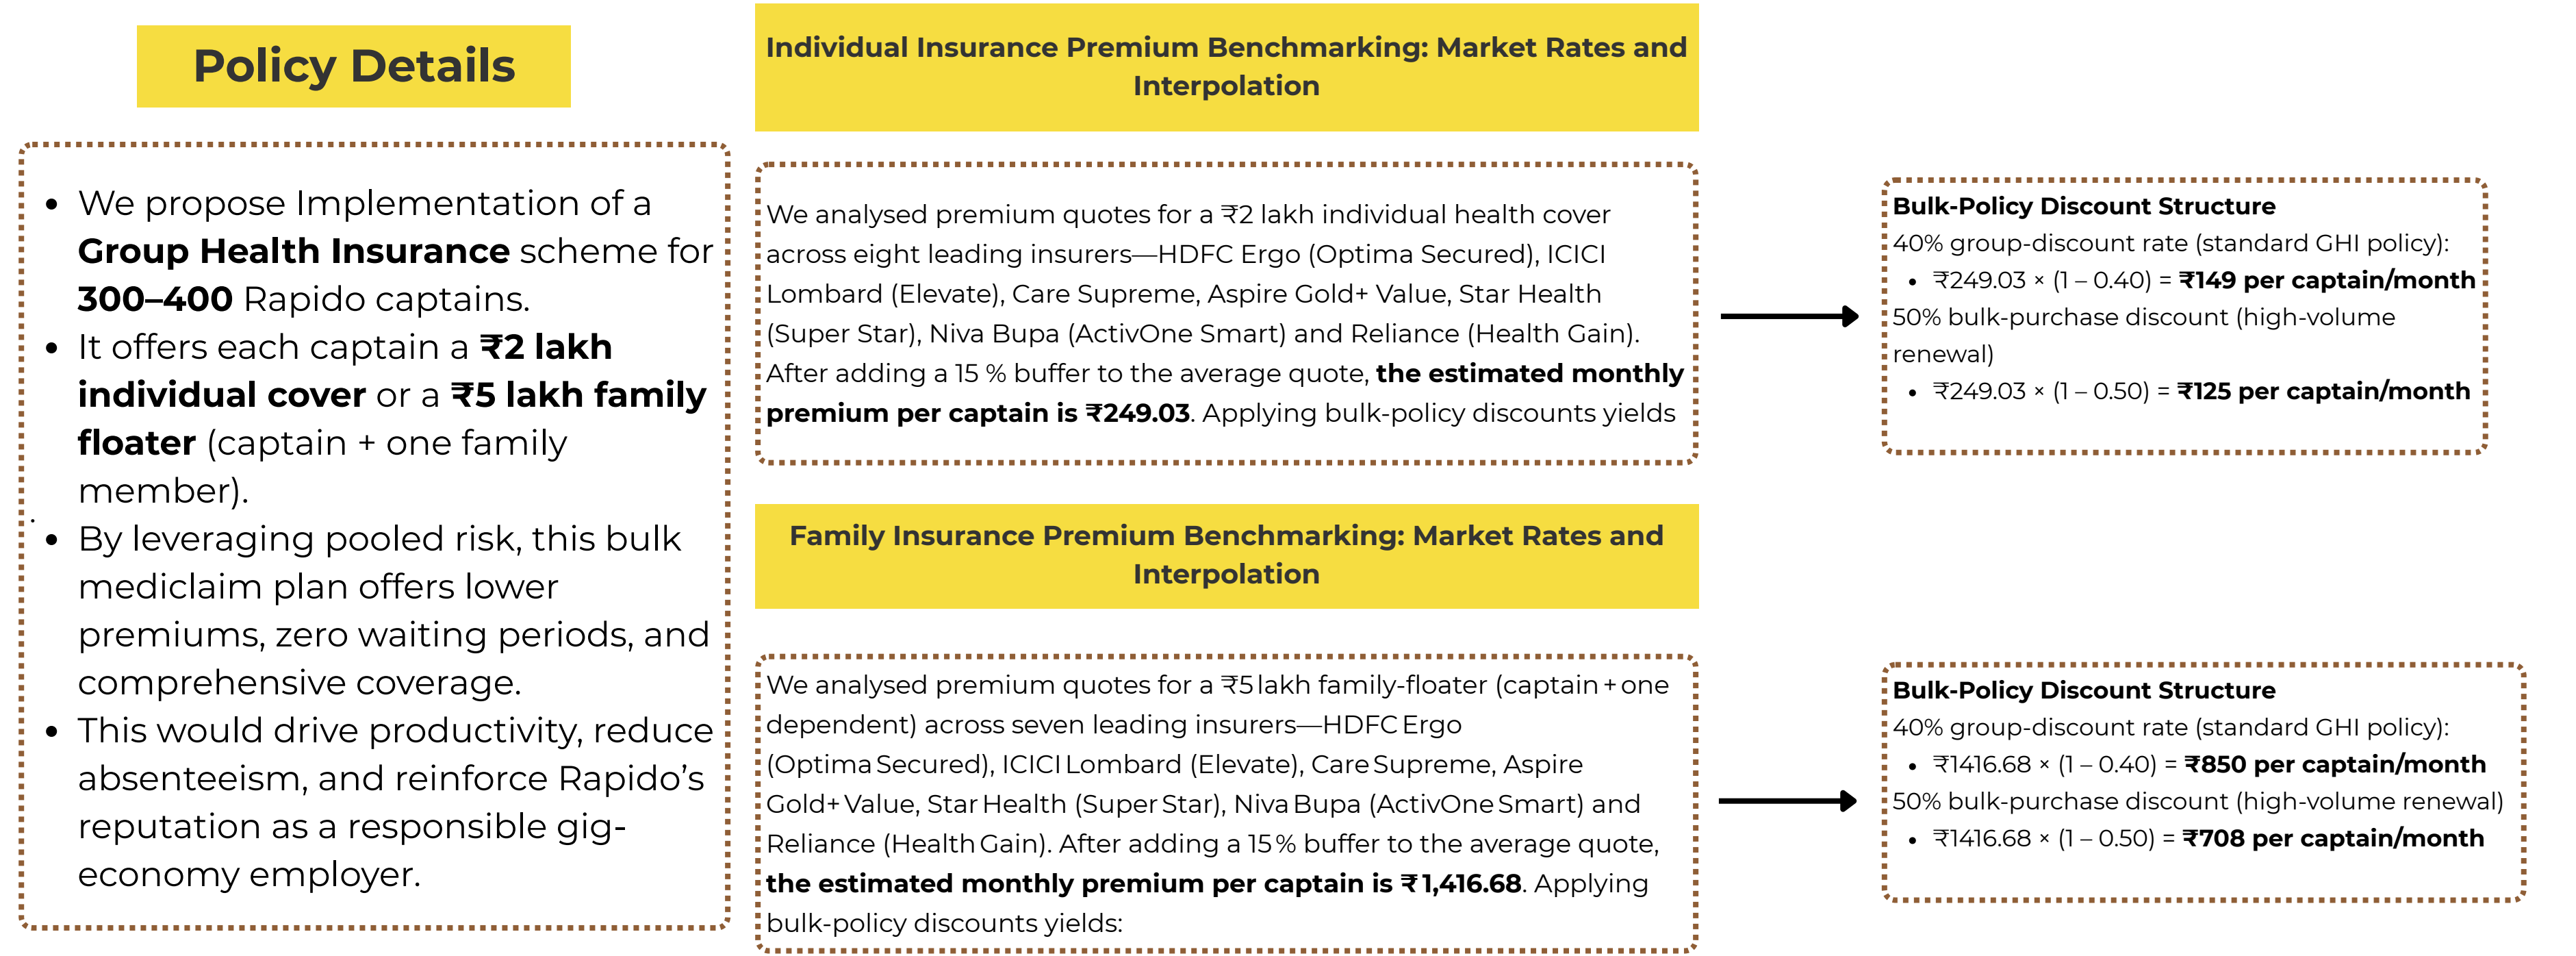 Policy Details
• We propose Implementation of a
Group Health Insurance scheme for
300–400 Rapido captains.
• It offers each captain a ₹2 lakh
individual cover or a ₹5 lakh family
floater (captain + one family
member).
• By leveraging pooled risk, this bulk
mediclaim plan offers lower
premiums, zero waiting periods, and
comprehensive coverage.
• This would drive productivity, reduce
absenteeism, and reinforce Rapido's
reputation as a responsible gig-
economy employer.
Individual Insurance Premium Benchmarking: Market Rates and
Interpolation
We analysed premium quotes for a ₹2 lakh individual health cover
across eight leading insurers—HDFC Ergo (Optima Secured), ICICI
Lombard (Elevate), Care Supreme, Aspire Gold+ Value, Star Health
(Super Star), Niva Bupa (ActivOne Smart) and Reliance (Health Gain).
After adding a 15 % buffer to the average quote, the estimated monthly
premium per captain is ₹249.03. Applying bulk-policy discounts yields
Bulk-Policy Discount Structure
40% group-discount rate (standard GHI policy):
• ₹249.03 × (1 – 0.40) = ₹149 per captain/month
50% bulk-purchase discount (high-volume
renewal)
• ₹249.03 × (1 – 0.50) = ₹125 per captain/month
Family Insurance Premium Benchmarking: Market Rates and
Interpolation
We analysed premium quotes for a ₹5 lakh family-floater (captain + one
dependent) across seven leading insurers—HDFC Ergo
(Optima Secured), ICICI Lombard (Elevate), Care Supreme, Aspire
Gold+ Value, Star Health (Super Star), Niva Bupa (ActivOne Smart) and
Reliance (Health Gain). After adding a 15 % buffer to the average quote,
the estimated monthly premium per captain is ₹ 1,416.68. Applying
bulk-policy discounts yields:
Bulk-Policy Discount Structure
40% group-discount rate (standard GHI policy):
• ₹1416.68 × (1 – 0.40) = ₹850 per captain/month
50% bulk-purchase discount (high-volume renewal)
• ₹1416.68 × (1 – 0.50) = ₹708 per captain/month